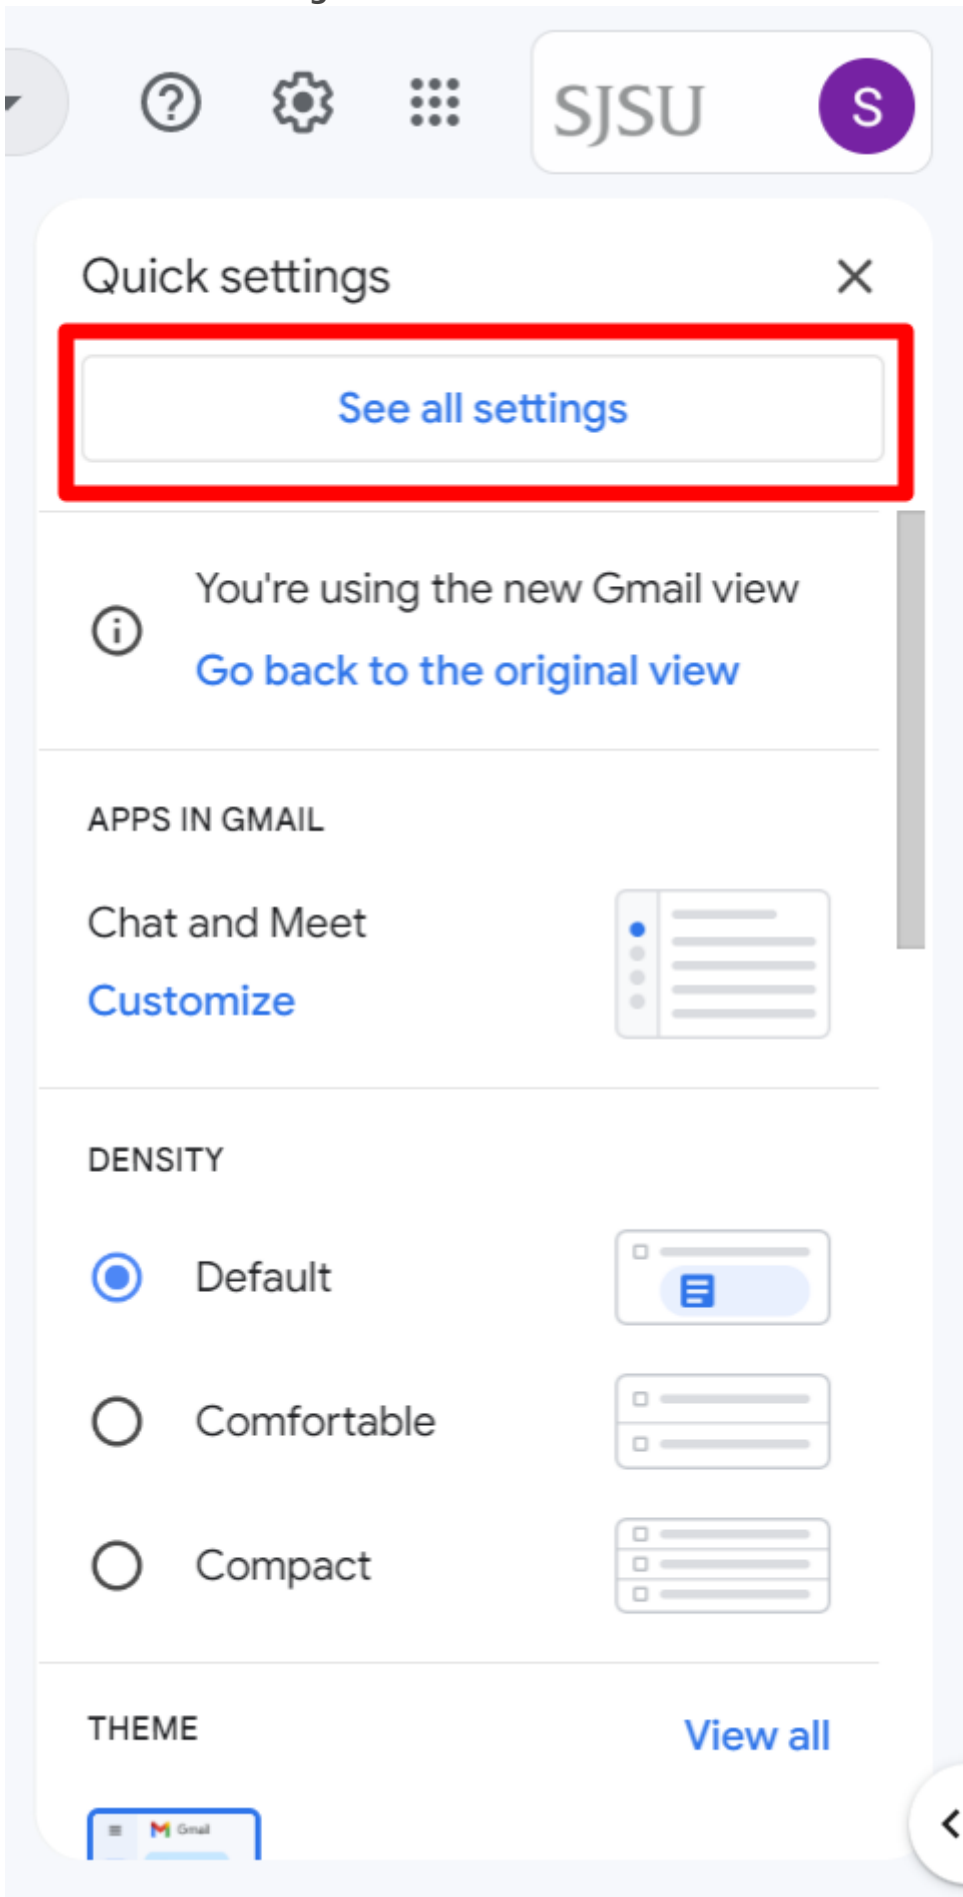 SJSU S
Quick settings
See all settings
You're using the new Gmail view
Go back to the original view
APPS IN GMAIL
Chat and Meet
Customize
DENSITY
Default
Comfortable
Compact
THEME View all
Gmail